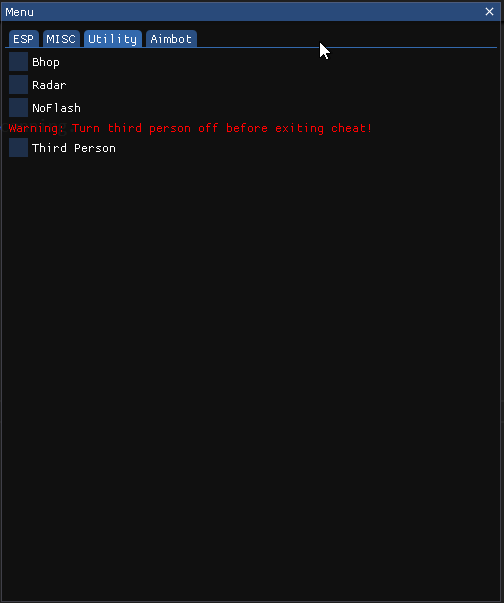 Menu
ESP MISC Utility Aimbot
Bhop
Radar
NoFlash
Warning: Turn third person off before exiting cheat!
Third Person